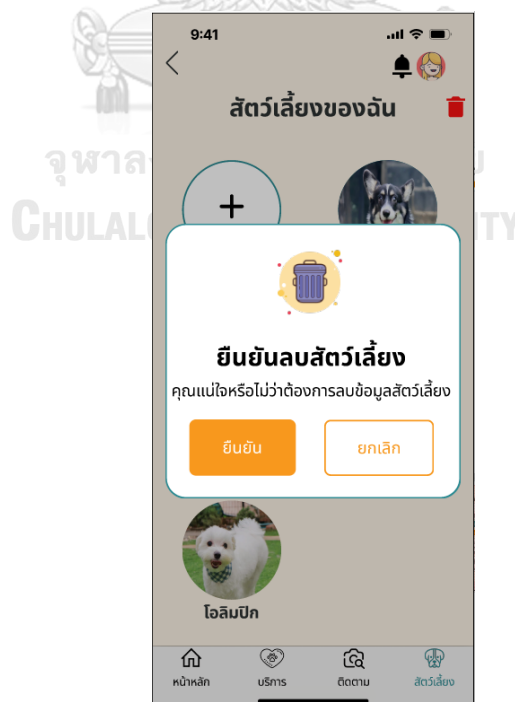 9:41
สัตว์เลี้ยงของฉัน
+
ยืนยันลบสัตว์เลี้ยง
คุณแน่ใจหรือไม่ว่าต้องการลบข้อมูลสัตว์เลี้ยง
ยืนยัน
ยกเลิก
โอลิมปิก
หน้าหลัก
บริการ
ติดตาม
สัตว์เลี้ยง